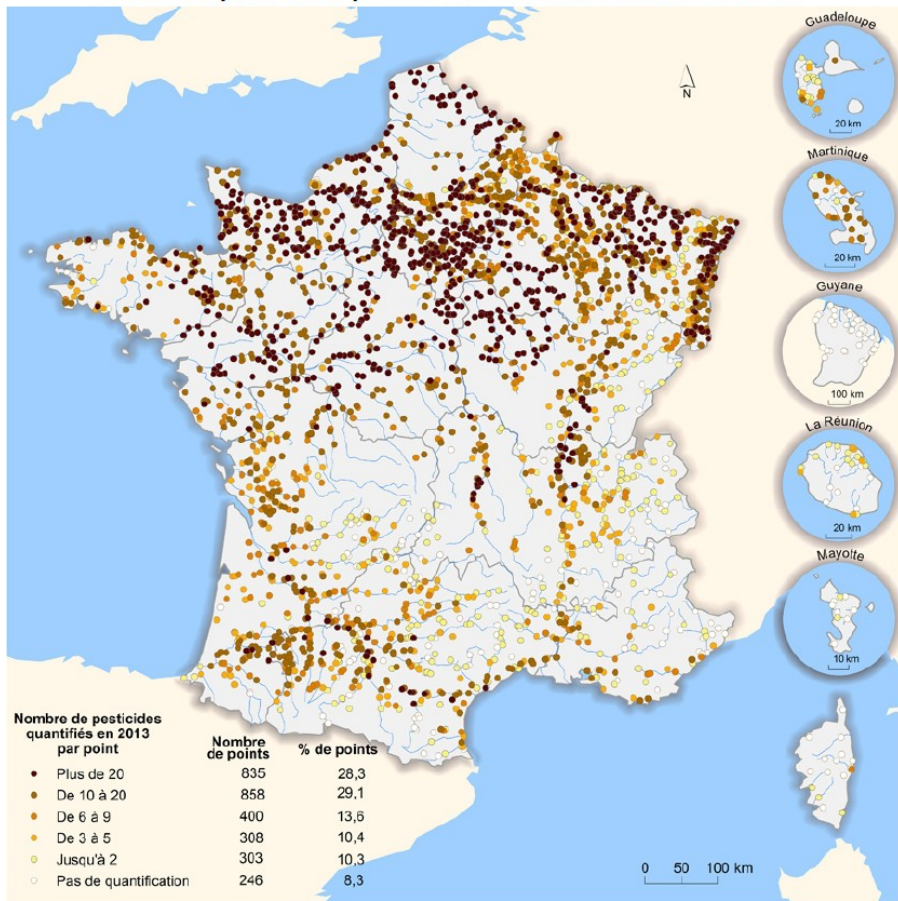 Guadeloupe
N
20 km
Martinique
20 km
Guyane
100 km
La Réunion
20 km
Mayotte
10 km
Nombre de pesticides
quantifiés en 2013
par point
Nombre
de points
% de points
Plus de 20 835 28,3
De 10 à 20 858 29,1
De 6 à 9 400 13,6
De 3 à 5 308 10,4
Jusqu'à 2 303 10,3
Pas de quantification 246 8,3
0 50 100 km